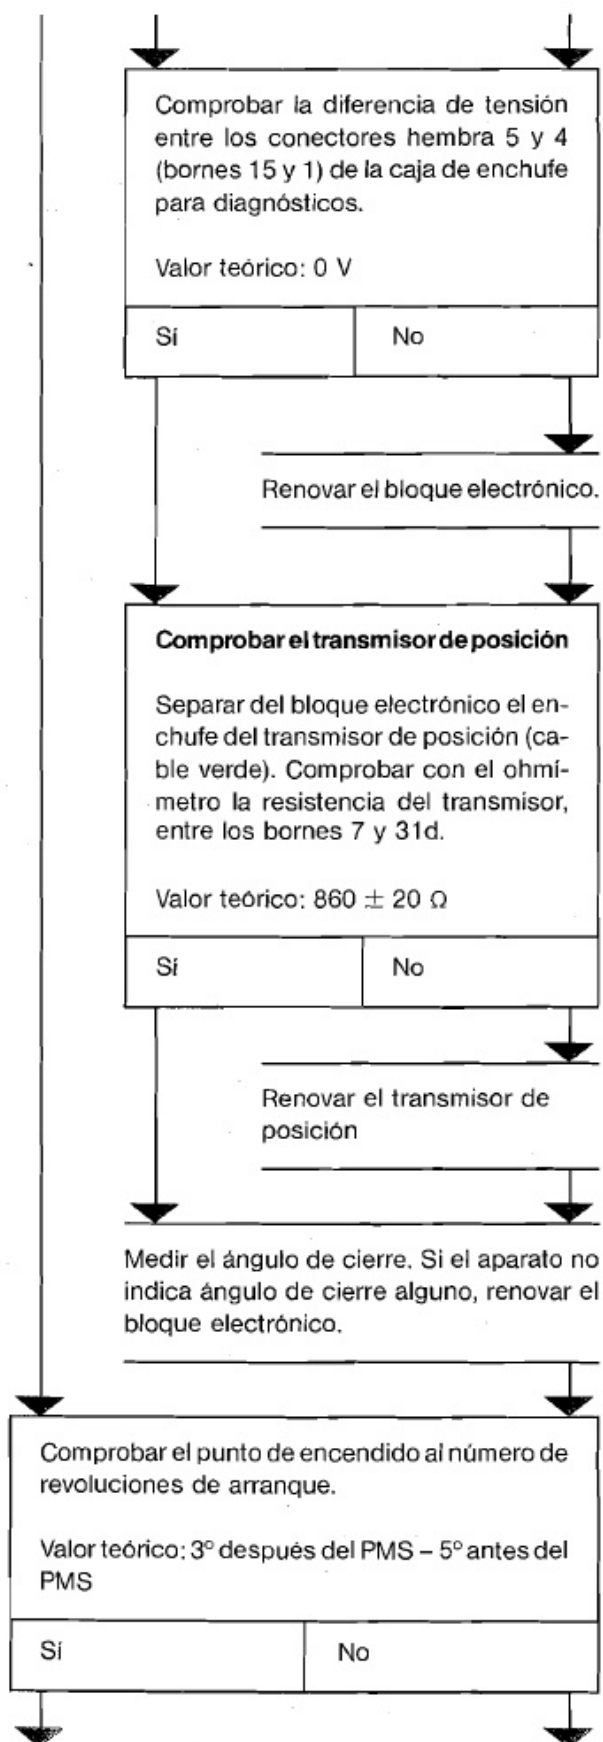 Comprobar la diferencia de tensión
entre los conectores hembra 5 y 4
(bornes 15 y 1) de la caja de enchufe
para diagnósticos.
Valor teórico: 0 V
Sí
No
Renovar el bloque electrónico.
Comprobar el transmisor de posición
Separar del bloque electrónico el en-
chufe del transmisor de posición (ca-
ble verde). Comprobar con el ohmí-
metro la resistencia del transmisor,
entre los bornes 7 y 31d.
Valor teórico: 860 ± 20 Ω
Sí
No
Renovar el transmisor de
posición
Medir el ángulo de cierre. Si el aparato no
indica ángulo de cierre alguno, renovar el
bloque electrónico.
Comprobar el punto de encendido al número de
revoluciones de arranque.
Valor teórico: 3° después del PMS – 5° antes del
PMS
Sí
No